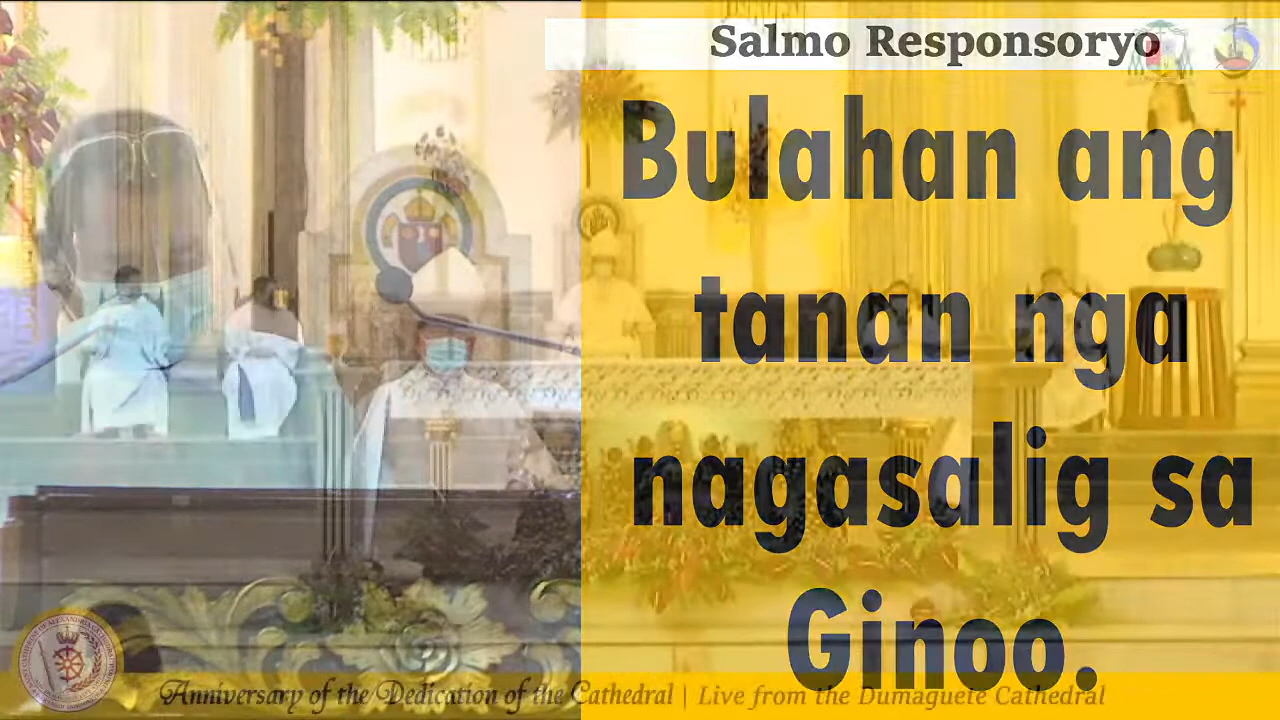 Salmo Responsoryo
Bulahan ang
tanan nga
nagasalig sa
Ginoo.
Anniversary of the Dedication of the Cathedral | Live from the Dumaguete Cathedral